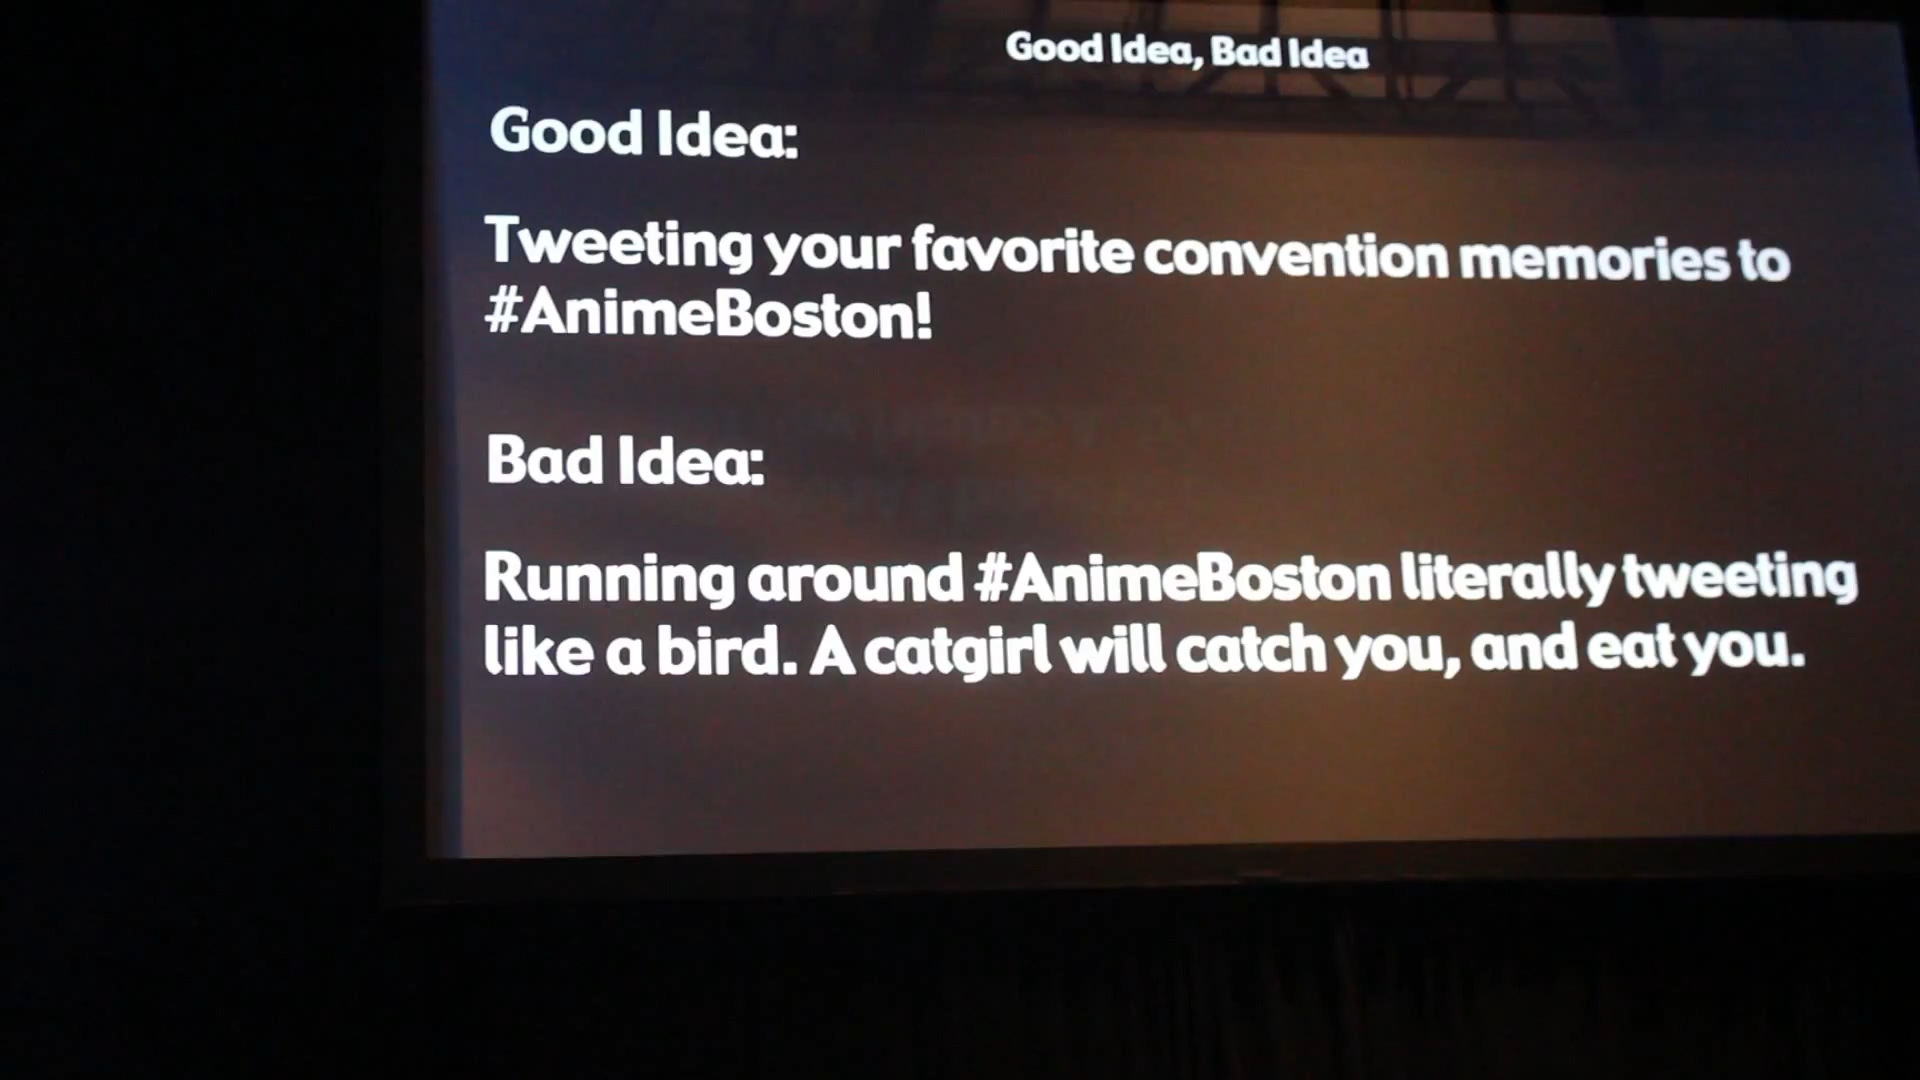 Good Idea, Bad Idea
Good Idea:
Tweeting your favorite convention memories to
#AnimeBoston!
Bad Idea:
Running around #AnimeBoston literally tweeting
like a bird. A catgirl will catch you, and eat you.